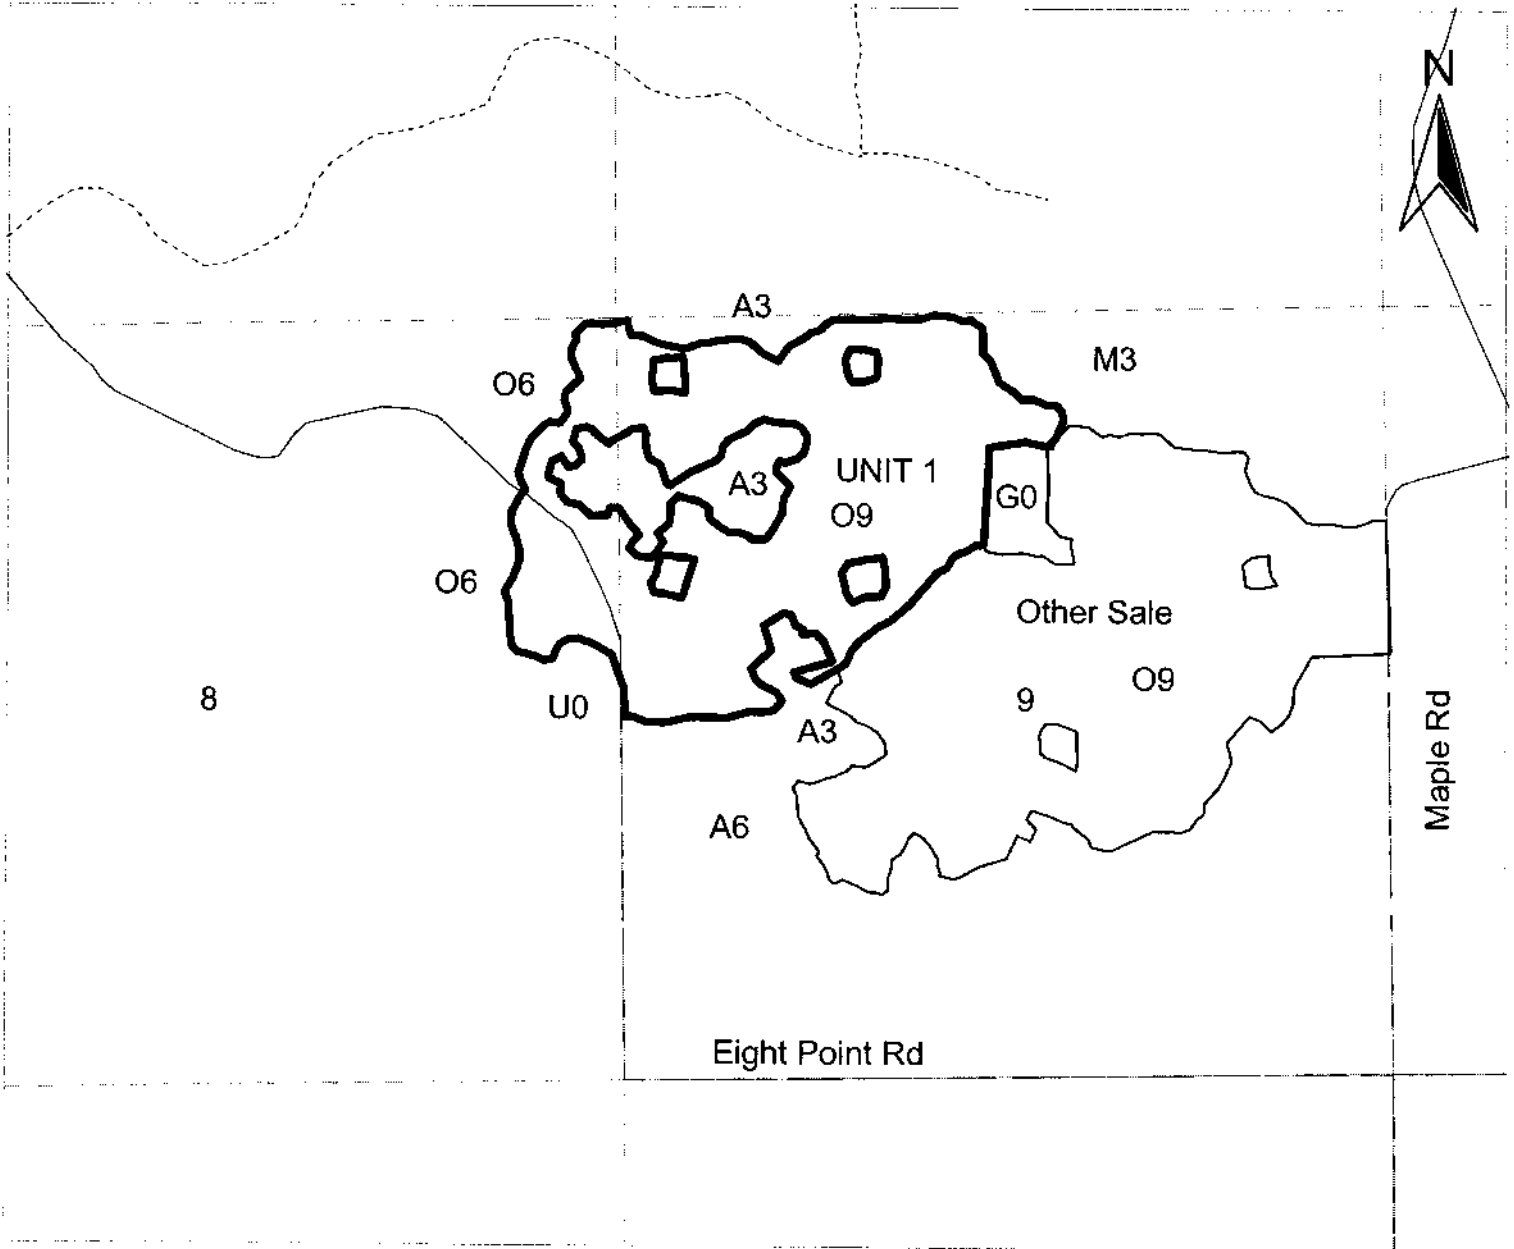 N
A3
M3
O6
UNIT 1
A3
G0
O9
O6
Other Sale
O9
8
9
U0
A3
Maple Rd
A6
Eight Point Rd